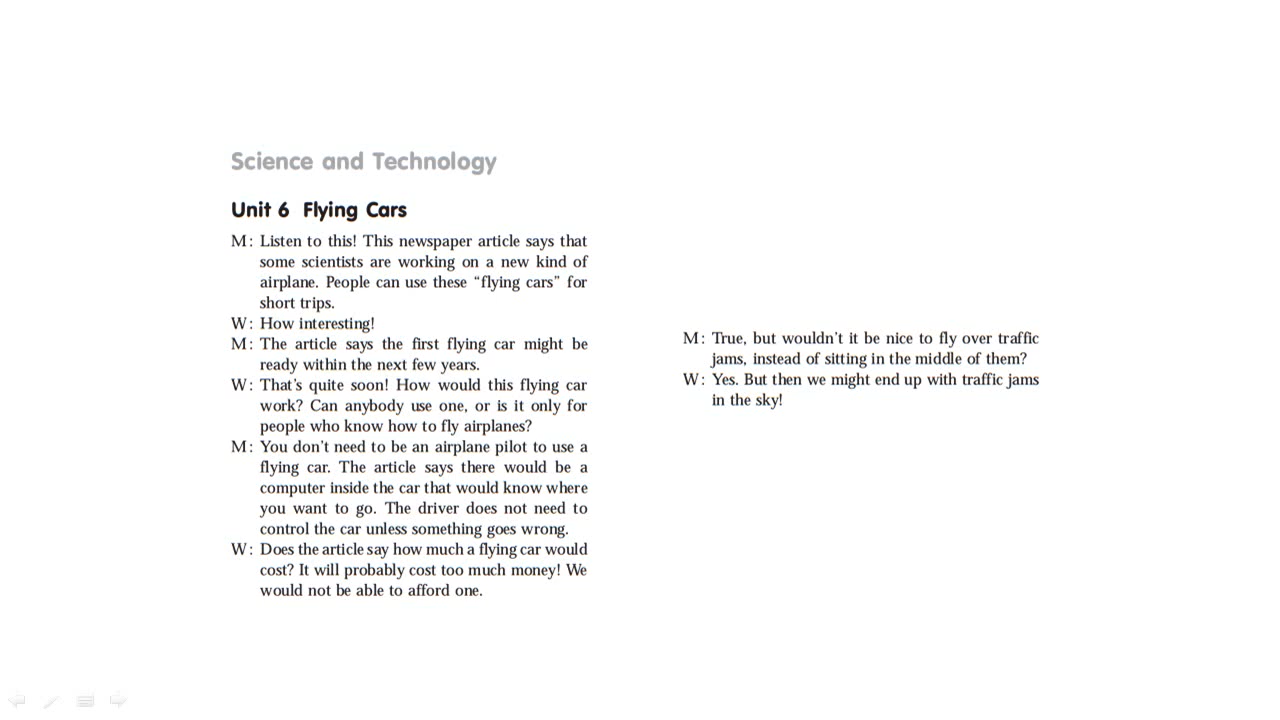 Science and Technology
Unit 6 Flying Cars
M: Listen to this! This newspaper article says that
some scientists are working on a new kind of
airplane. People can use these “flying cars” for
short trips.
W: How interesting!
M: The article says the first flying car might be
ready within the next few years.
W: That’s quite soon! How would this flying car
work? Can anybody use one, or is it only for
people who know how to fly airplanes?
M: You don’t need to be an airplane pilot to use a
flying car. The article says there would be a
computer inside the car that would know where
you want to go. The driver does not need to
control the car unless something goes wrong.
W: Does the article say how much a flying car would
cost? It will probably cost too much money! We
would not be able to afford one.
M: True, but wouldn’t it be nice to fly over traffic
jams, instead of sitting in the middle of them?
W: Yes. But then we might end up with traffic jams
in the sky!